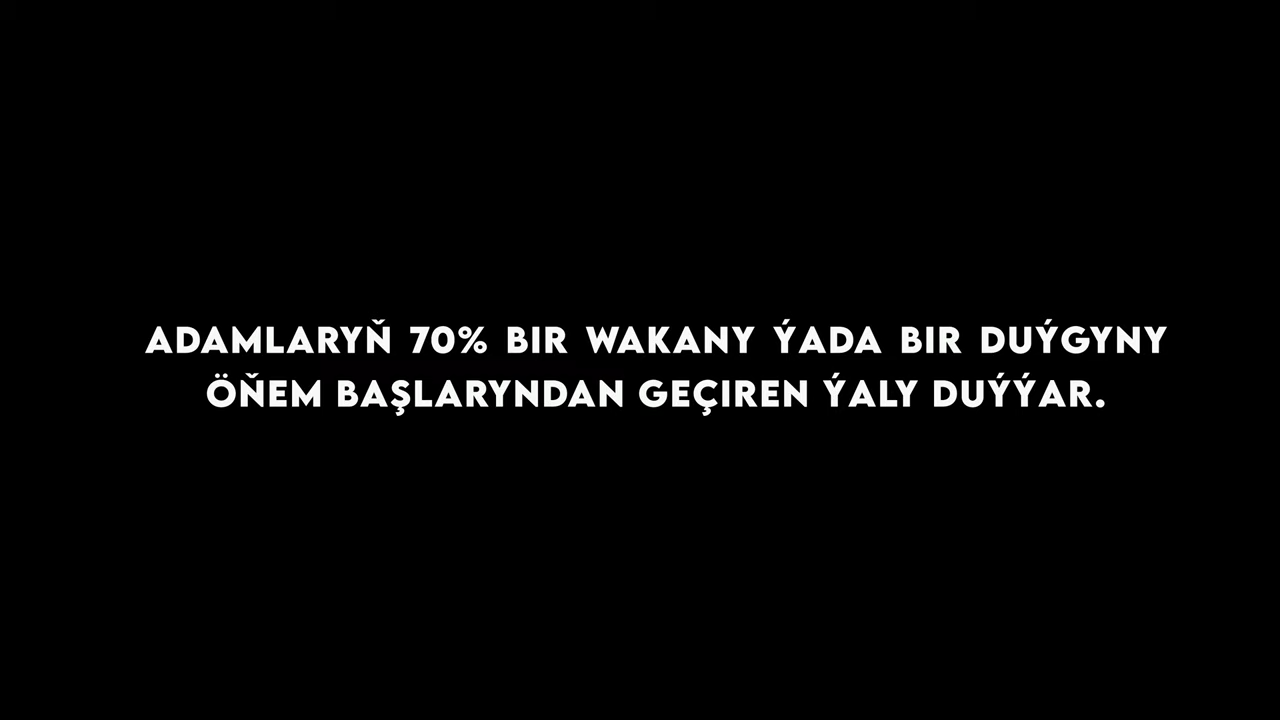 ADAMLARYŇ 70% BIR WAKANY ÝADA BIR DUÝGYNY
ÖŇEM BAŞLARYNDAN GEÇIREN ÝALY DUÝÝAR.